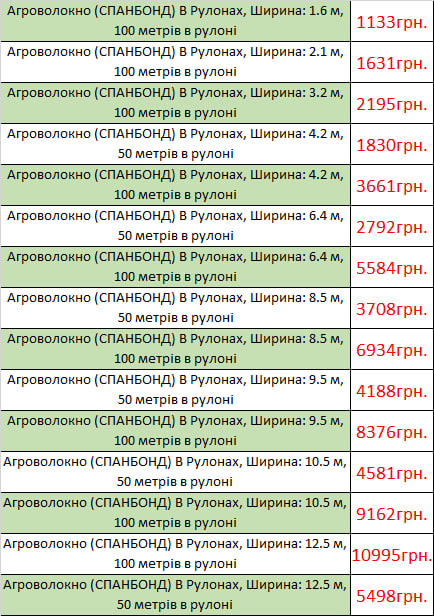 Агроволокно (СПАНБОНД) В Рулонах, Ширина: 1.6 м,
100 метрів в рулоні
1133грн.
Агроволокно (СПАНБОНД) В Рулонах, Ширина: 2.1 м,
100 метрів в рулоні
1631грн.
Агроволокно (СПАНБОНД) В Рулонах, Ширина: 3.2 м,
100 метрів в рулоні
2195грн.
Агроволокно (СПАНБОНД) В Рулонах, Ширина: 4.2 м,
50 метрів в рулоні
1830грн.
Агроволокно (СПАНБОНД) В Рулонах, Ширина: 4.2 м,
100 метрів в рулоні
3661грн.
Агроволокно (СПАНБОНД) В Рулонах, Ширина: 6.4 м,
50 метрів в рулоні
2792грн.
Агроволокно (СПАНБОНД) В Рулонах, Ширина: 6.4 м,
100 метрів в рулоні
5584грн.
Агроволокно (СПАНБОНД) В Рулонах, Ширина: 8.5 м,
50 метрів в рулоні
3708грн.
Агроволокно (СПАНБОНД) В Рулонах, Ширина: 8.5 м,
100 метрів в рулоні
6934грн.
Агроволокно (СПАНБОНД) В Рулонах, Ширина: 9.5 м,
50 метрів в рулоні
4188грн.
Агроволокно (СПАНБОНД) В Рулонах, Ширина: 9.5 м,
100 метрів в рулоні
8376грн.
Агроволокно (СПАНБОНД) В Рулонах, Ширина: 10.5 м,
50 метрів в рулоні
4581грн.
Агроволокно (СПАНБОНД) В Рулонах, Ширина: 10.5 м,
100 метрів в рулоні
9162грн.
Агроволокно (СПАНБОНД) В Рулонах, Ширина: 12.5 м,
100 метрів в рулоні
10995грн.
Агроволокно (СПАНБОНД) В Рулонах, Ширина: 12.5 м,
50 метрів в рулоні
5498грн.